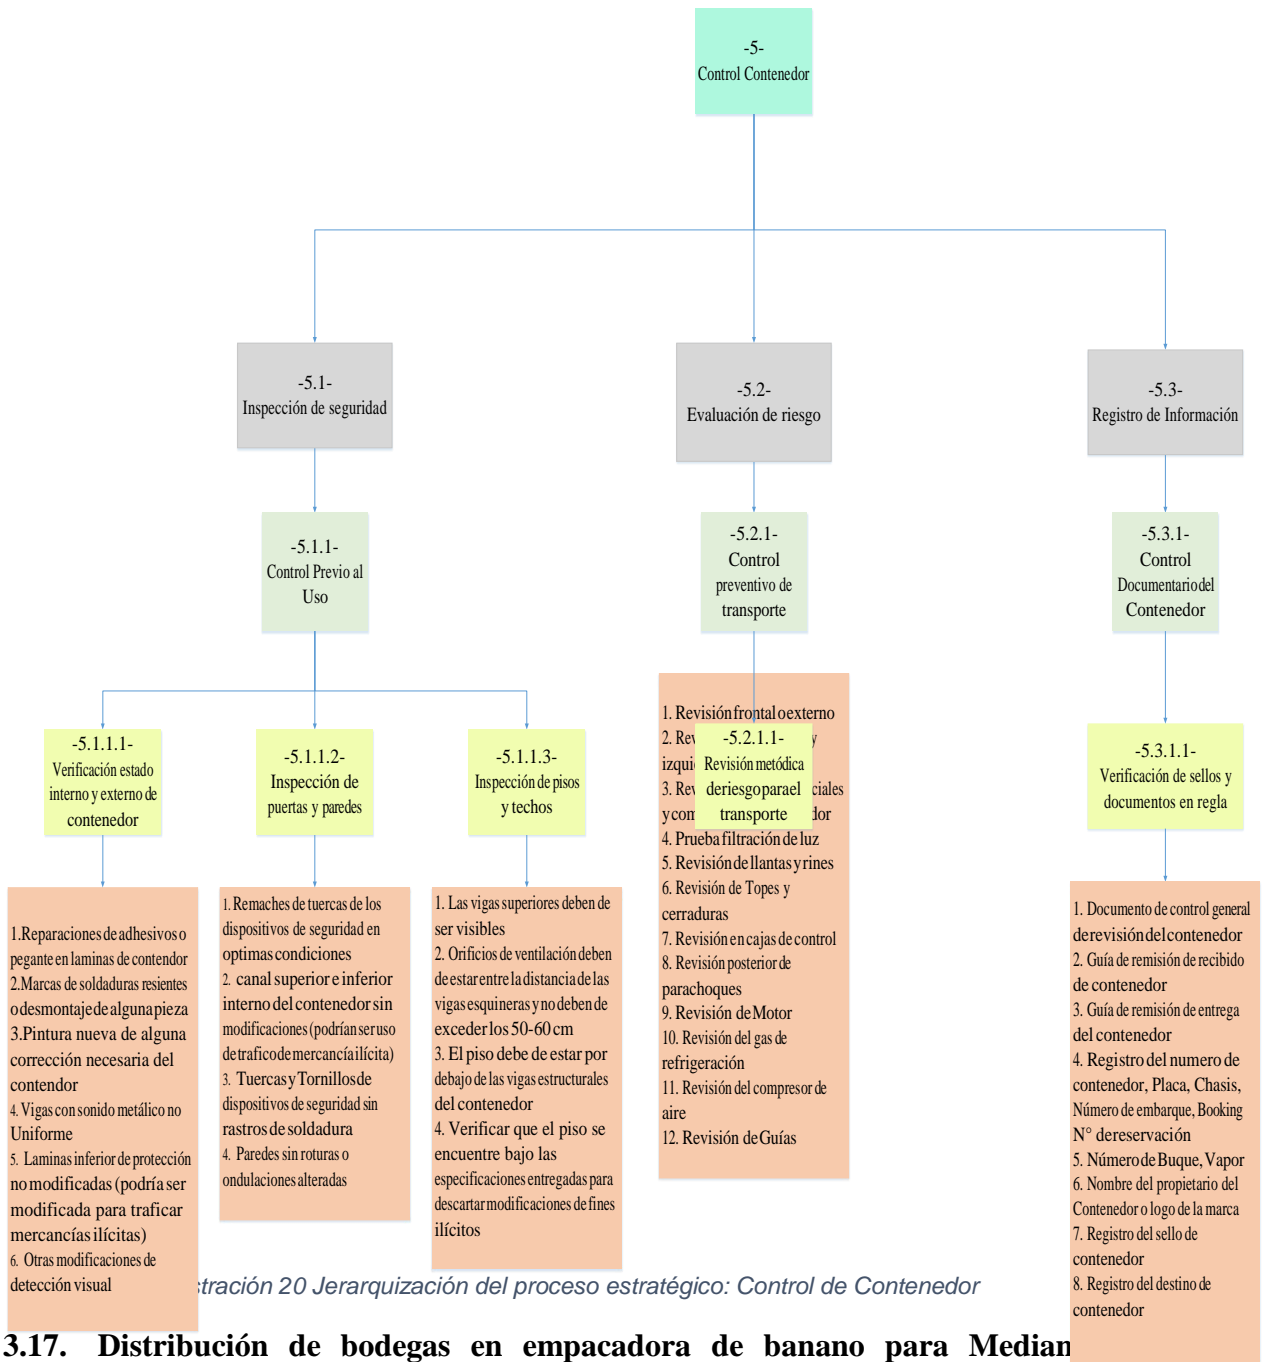 -5-
Control Contenedor
-5.1-
Inspección de seguridad
-5.2-
Evaluación de riesgo
-5.3-
Registro de Información
-5.1.1-
Control Previo al
Uso
-5.2.1-
Control
preventivo de
transporte
-5.3.1-
Control
Documentario del
Contenedor
-5.1.1.1-
Verificación estado
interno y externo de
contenedor
-5.1.1.2-
Inspección de
puertas y paredes
-5.1.1.3-
Inspección de pisos
y techos
-5.2.1.1-
Revisión metódica
de riesgo para el
transporte
-5.3.1.1-
Verificación de sellos y
documentos en regla
1.Reparaciones de adhesivos o
pegante en laminas de contendor
2.Marcas de soldaduras resientes
o desmontaje de alguna pieza
3.Pintura nueva de alguna
corrección necesaria del
contendor
4. Vigas con sonido metálico no
Uniforme
5. Laminas inferior de protección
no modificadas (podría ser
modificada para traficar
mercancías ilícitas)
6. Otras modificaciones de
detección visual
1. Remaches de tuercas de los
dispositivos de seguridad en
optimas condiciones
2. canal superior e inferior
interno del contenedor sin
modificaciones (podrían ser uso
de trafico de mercancía ilícita)
3. Tuercas y Tornillos de
dispositivos de seguridad sin
rastros de soldadura
4. Paredes sin roturas o
ondulaciones alteradas
1. Las vigas superiores deben de
ser visibles
2. Orificios de ventilación deben
de estar entre la distancia de las
vigas esquineras y no deben de
exceder los 50-60 cm
3. El piso debe de estar por
debajo de las vigas estructurales
del contenedor
4. Verificar que el piso se
encuentre bajo las
especificaciones entregadas para
descartar modificaciones de fines
ilícitos
1. Revisión frontal o externo
2. y
3.
4. Prueba filtración de luz
5. Revisión de llantas y rines
6. Revisión de Topes y
cerraduras
7. Revisión en cajas de control
8. Revisión posterior de
parachoques
9. Revisión de Motor
10. Revisión del gas de
refrigeración
11. Revisión del compresor de
aire
12. Revisión de Guías
1. Documento de control general
de revisión del contenedor
2. Guía de remisión de recibido
de contenedor
3. Guía de remisión de entrega
del contenedor
4. Registro del numero de
contenedor, Placa, Chasis,
Número de embarque, Booking
N° de reservación
5. Número de Buque, Vapor
6. Nombre del propietario del
Contenedor o logo de la marca
7. Registro del sello de
contenedor
8. Registro del destino de
contenedor
20 Jerarquización del proceso estratégico: Control de Contenedor
3.17. Distribución de bodegas en empacadora de banano para